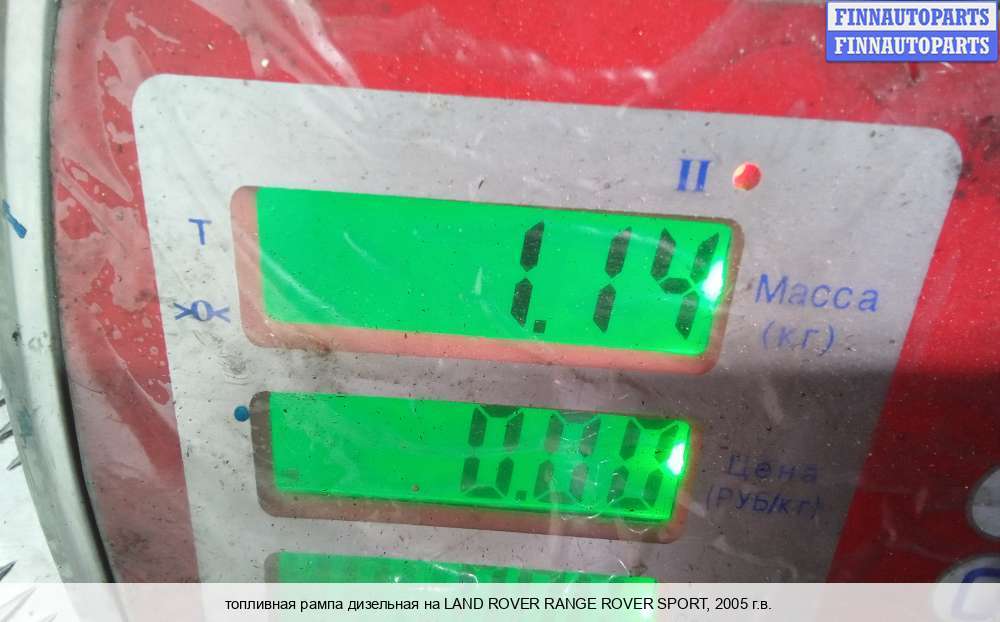 FINNAUTOPARTS
FINNAUTOPARTS
II
T
1.14
Масса
(кг)
>0<
Цена
(РУБ/кг)
топливная рампа дизельная на LAND ROVER RANGE ROVER SPORT, 2005 г.в.